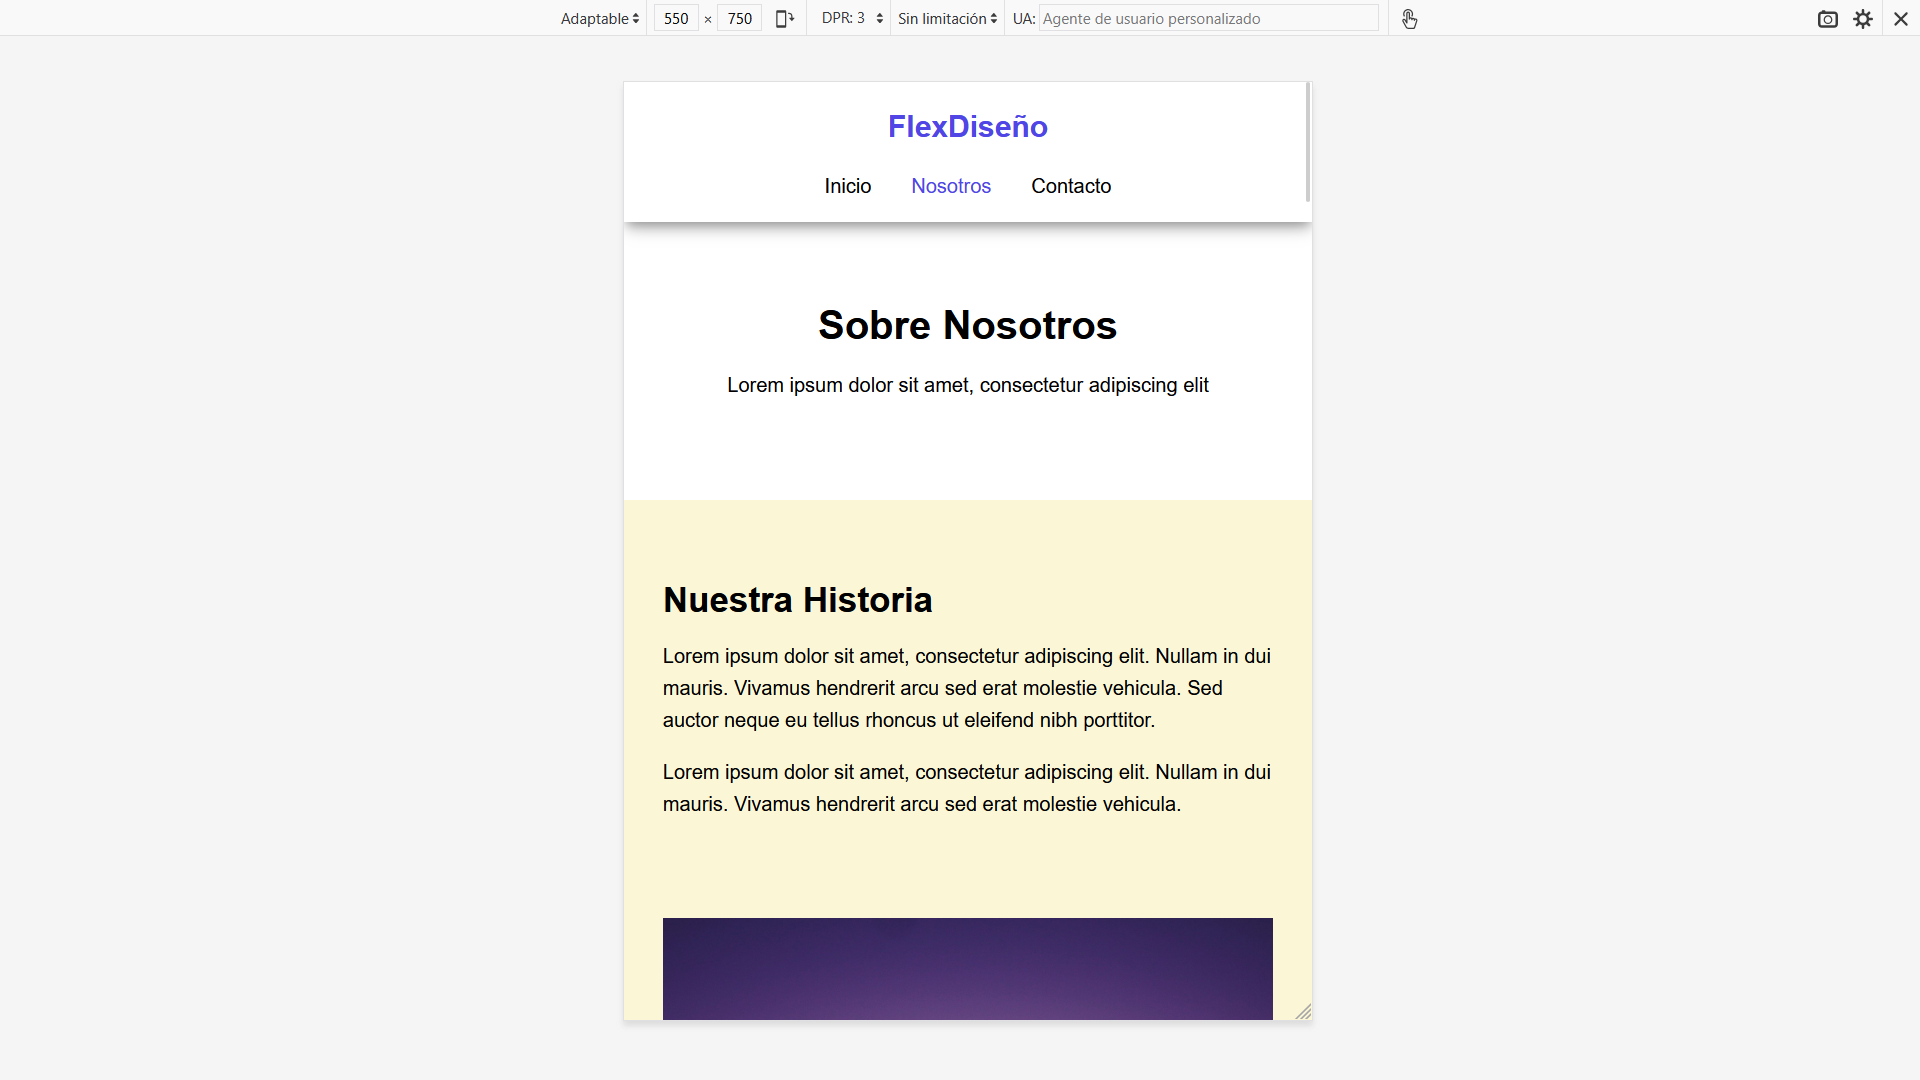 Adaptable 550 × 750 DPR: 3 Sin limitación UA: Agente de usuario personalizado
FlexDiseño
Inicio Nosotros Contacto
Sobre Nosotros
Lorem ipsum dolor sit amet, consectetur adipiscing elit
Nuestra Historia
Lorem ipsum dolor sit amet, consectetur adipiscing elit. Nullam in dui
mauris. Vivamus hendrerit arcu sed erat molestie vehicula. Sed
auctor neque eu tellus rhoncus ut eleifend nibh porttitor.
Lorem ipsum dolor sit amet, consectetur adipiscing elit. Nullam in dui
mauris. Vivamus hendrerit arcu sed erat molestie vehicula.